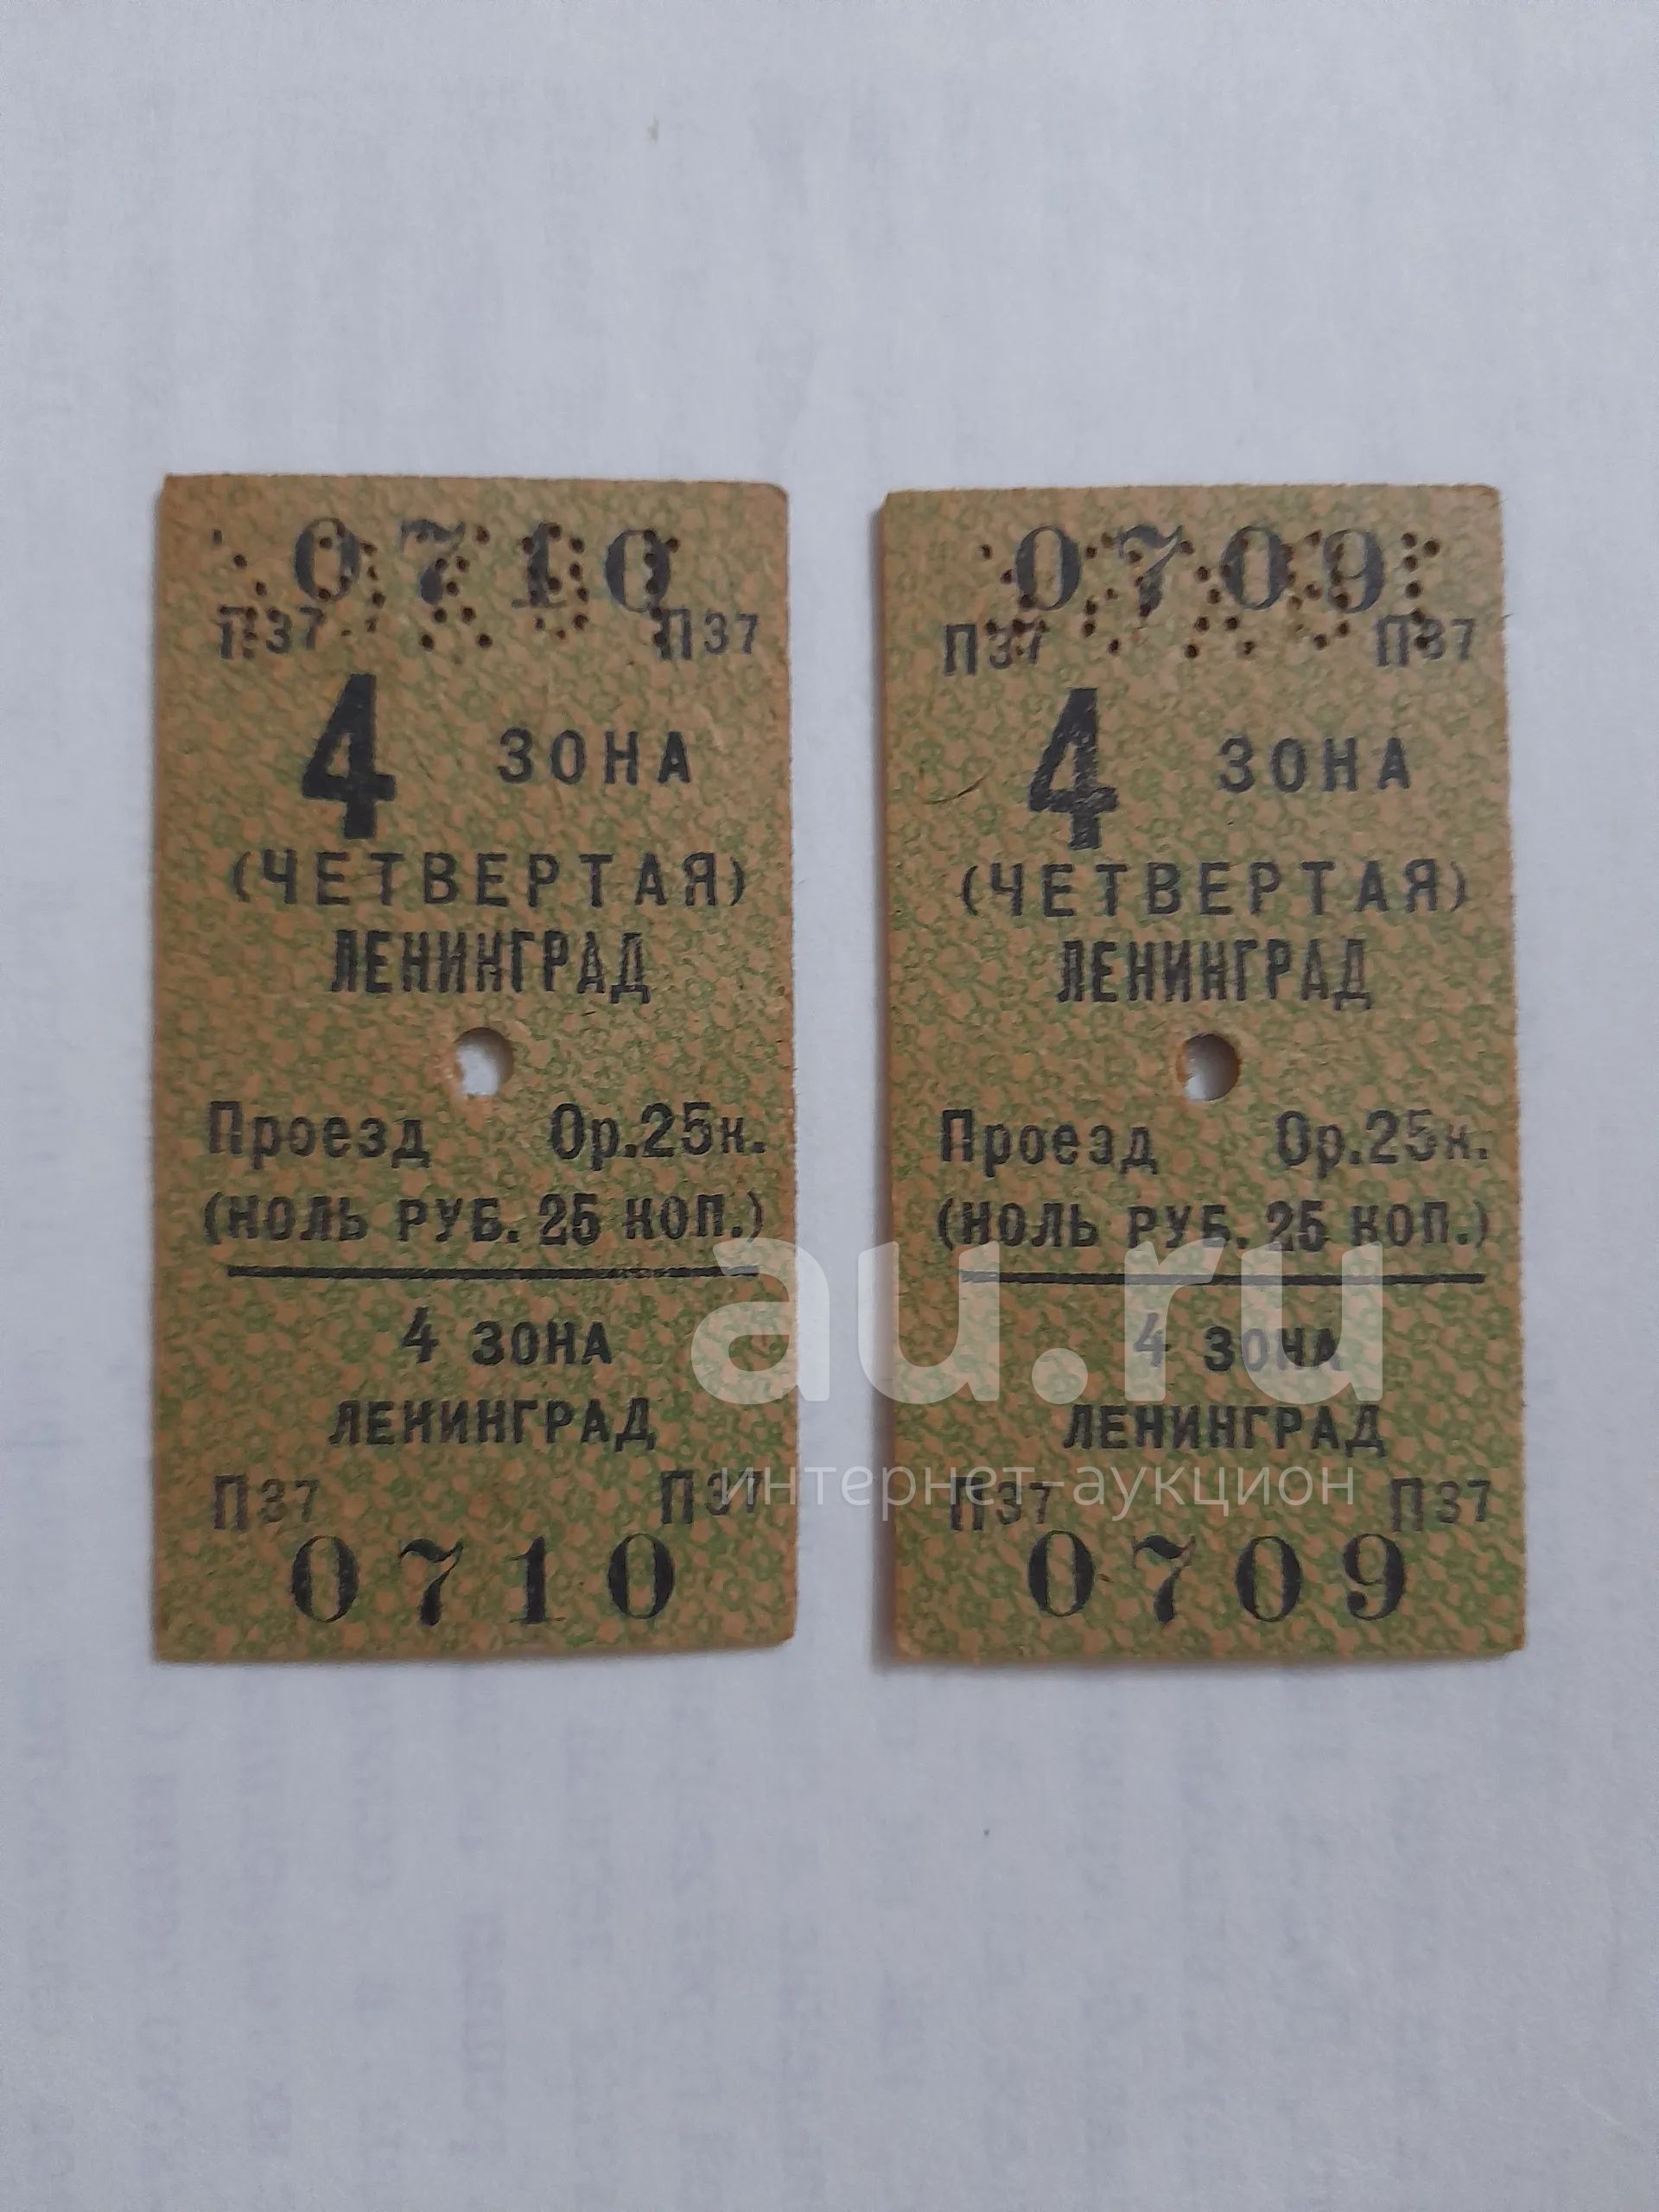 0710
П37 П37
4 ЗОНА
(ЧЕТВЕРТАЯ)
ЛЕНИНГРАД
Проезд 0р.25к.
(НОЛЬ РУБ. 25 КОП.)
4 ЗОНА
ЛЕНИНГРАД
П37 П37
0710
0709
П37 П37
4 ЗОНА
(ЧЕТВЕРТАЯ)
ЛЕНИНГРАД
Проезд 0р.25к.
(НОЛЬ РУБ. 25 КОП.)
4 ЗОНА
ЛЕНИНГРАД
П37 П37
0709
au.ru
интернет-аукцион